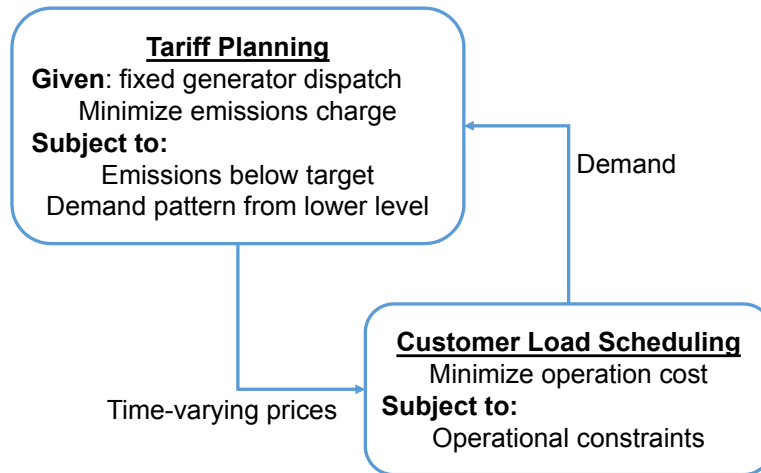 Tariff Planning
Given: fixed generator dispatch
Minimize emissions charge
Subject to:
Emissions below target
Demand pattern from lower level
Demand
Time-varying prices
Customer Load Scheduling
Minimize operation cost
Subject to:
Operational constraints